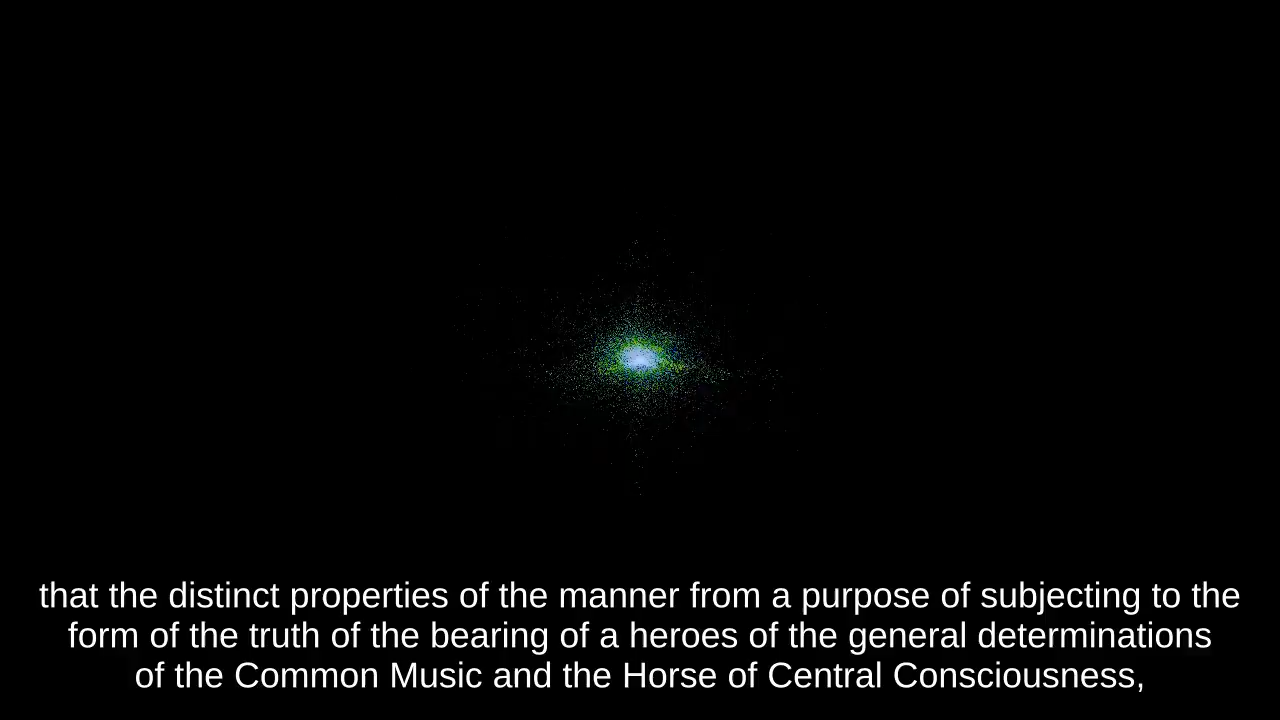 that the distinct properties of the manner from a purpose of subjecting to the
form of the truth of the bearing of a heroes of the general determinations
of the Common Music and the Horse of Central Consciousness,